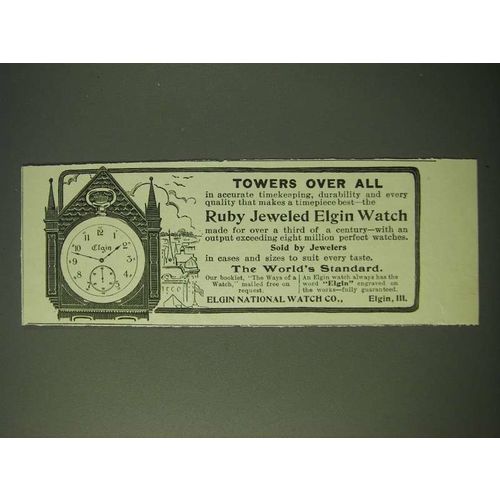 TOWERS OVER ALL
in accurate timekeeping, durability and every
quality that makes a timepiece best—the
Ruby Jeweled Elgin Watch
made for over a third of a century—with an
output exceeding eight million perfect watches.
Sold by Jewelers
in cases and sizes to suit every taste.
The World's Standard.
Our booklet, "The Ways of a
Watch," mailed free on
request.
An Elgin watch always has the
word "Elgin" engraved on
the works—fully guaranteed.
ELGIN NATIONAL WATCH CO., Elgin, Ill.
Elgin